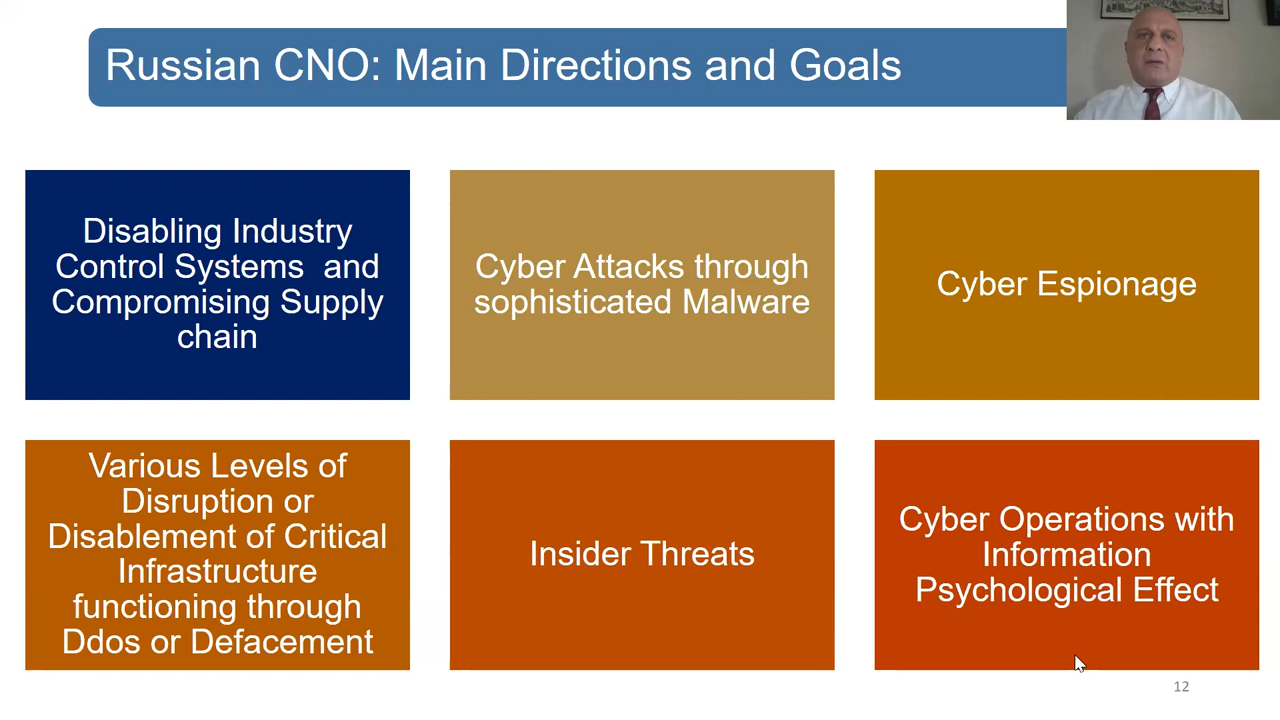 Russian CNO: Main Directions and Goals
Disabling Industry
Control Systems  and
Compromising Supply
chain
Cyber Attacks through
sophisticated Malware
Cyber Espionage
Various Levels of
Disruption or
Disablement of Critical
Infrastructure
functioning through
Ddos or Defacement
Insider Threats
Cyber Operations with
Information
Psychological Effect
12